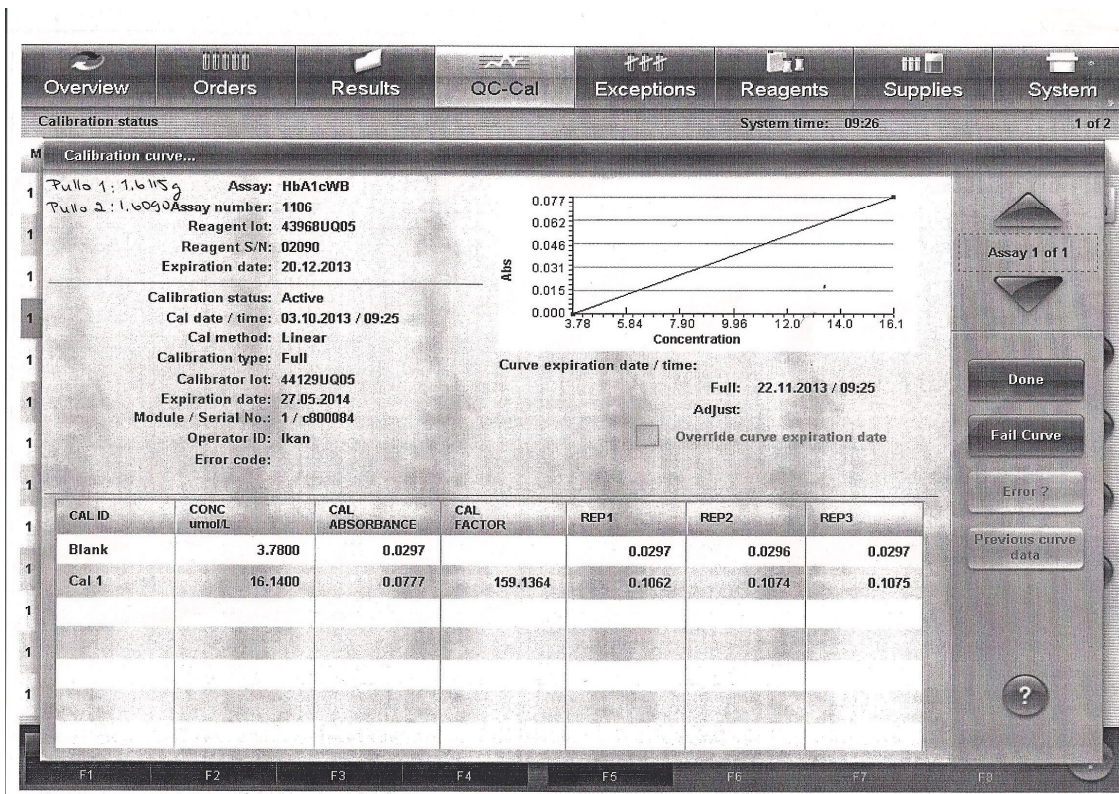 Overview Orders Results QC-Cal Exceptions Reagents Supplies System
Calibration status System time: 09:26 1 of 2
M Calibration curve...
Pullo 1: 1,6115g
Assay: HbA1cWB
Assay number: 1106
Reagent lot: 43968UQ05
Reagent S/N: 02090
Expiration date: 20.12.2013
Calibration status: Active
Cal date / time: 03.10.2013 / 09:25
Cal method: Linear
Calibration type: Full
Calibrator lot: 44129UQ05
Expiration date: 27.05.2014
Module / Serial No.: 1 / c800084
Operator ID: Ikan
Error code:
Pullo 2:
0.077
0.062
0.046
0.031
0.015
0.000
Abs
3.78 5.84 7.90 9.96 12.0 14.0 16.1
Concentration
Curve expiration date / time:
Full: 22.11.2013 / 09:25
Adjust:
Override curve expiration date
Assay 1 of 1
Done
Fail Curve
Error ?
Previous curve
data
CAL ID CONC umol/L CAL ABSORBANCE CAL FACTOR REP1 REP2 REP3
Blank 3.7800 0.0297 0.0297 0.0296 0.0297
Cal 1 16.1400 0.0777 159.1364 0.1062 0.1074 0.1075
?
F1 F2 F3 F4 F5 F6 F7 F8